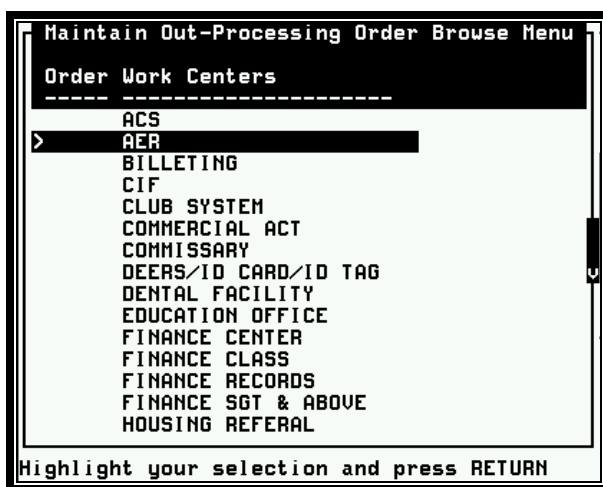 Maintain Out-Processing Order Browse Menu
Order Work Centers
----- ---------------------
ACS
> AER
BILLETING
CIF
CLUB SYSTEM
COMMERCIAL ACT
COMMISSARY
DEERS/ID CARD/ID TAG
DENTAL FACILITY
EDUCATION OFFICE
FINANCE CENTER
FINANCE CLASS
FINANCE RECORDS
FINANCE SGT & ABOVE
HOUSING REFERAL
Highlight your selection and press RETURN